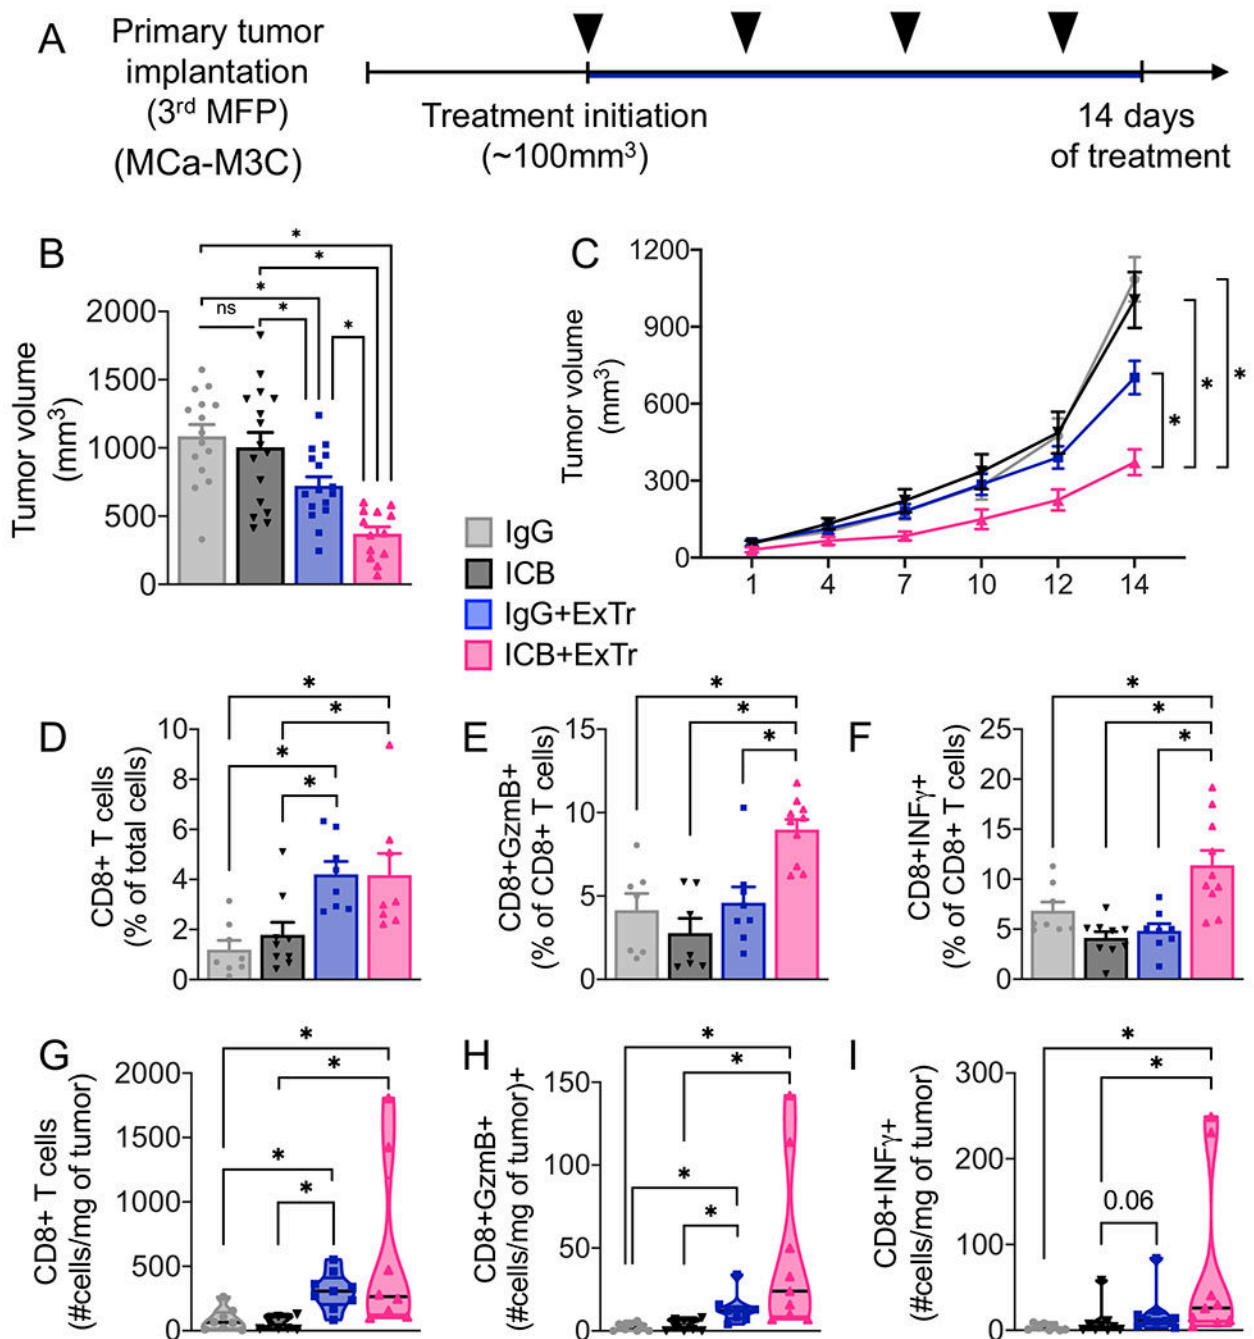 A
Primary tumor
implantation
(3rd MFP)
(MCa-M3C)
Treatment initiation
(~100mm³)
14 days
of treatment
B
Tumor volume
(mm³)
2000
1500
1000
500
0
ns
*
*
*
*
*
C
Tumor volume
(mm³)
1200
900
600
300
0
1 4 7 10 12 14
*
*
*
IgG
ICB
IgG+ExTr
ICB+ExTr
D
CD8+ T cells
(% of total cells)
10
8
6
4
2
0
*
*
*
*
E
CD8+GzmB+
(% of CD8+ T cells)
15
10
5
0
*
*
*
F
CD8+INFγ+
(% of CD8+ T cells)
25
20
15
10
5
0
*
*
*
G
CD8+ T cells
(#cells/mg of tumor)
2000
1500
1000
500
0
*
*
*
*
H
CD8+GzmB+
(#cells/mg of tumor)+
150
100
50
0
*
*
*
*
I
CD8+INFγ+
(#cells/mg of tumor)
300
200
100
0
*
*
0.06